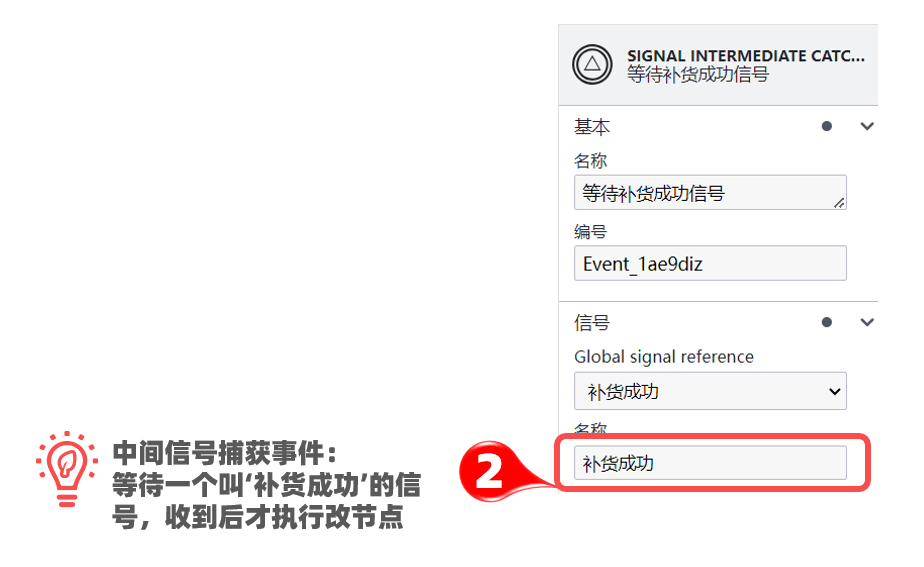 SIGNAL INTERMEDIATE CATC...
等待补货成功信号
基本
名称
等待补货成功信号
编号
Event_1ae9diz
信号
Global signal reference
补货成功
名称
补货成功
2
中间信号捕获事件：
等待一个叫‘补货成功’的信
号，收到后才执行改节点